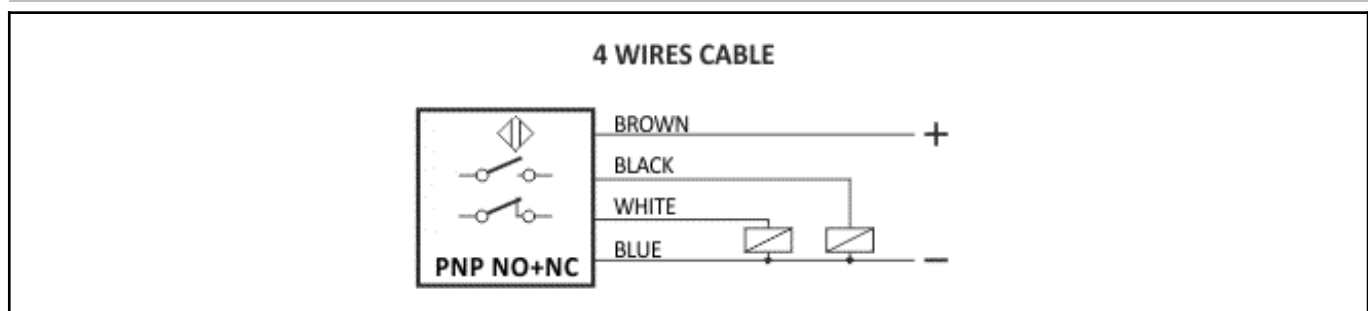 4 WIRES CABLE
BROWN
+
BLACK
WHITE
BLUE
−
PNP NO+NC